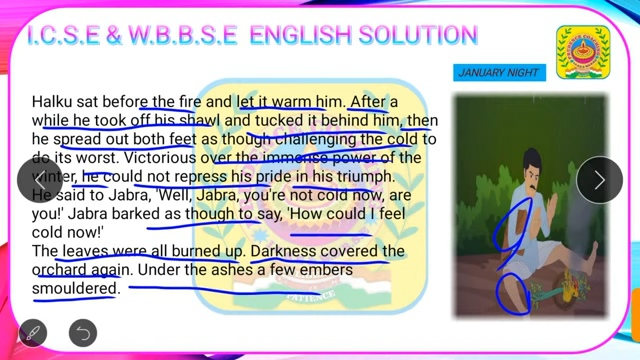 I.C.S.E & W.B.B.S.E ENGLISH SOLUTION
JANUARY NIGHT
Halku sat before the fire and let it warm him. After a
while he took off his shawl and tucked it behind him, then
he spread out both feet as though challenging the cold to
do its worst. Victorious over the immense power of the
winter, he could not repress his pride in his triumph.
He said to Jabra, 'Well, Jabra, you're not cold now, are
you!' Jabra barked as though to say, 'How could I feel
cold now!'
The leaves were all burned up. Darkness covered the
orchard again. Under the ashes a few embers
smouldered.
PATIENCE